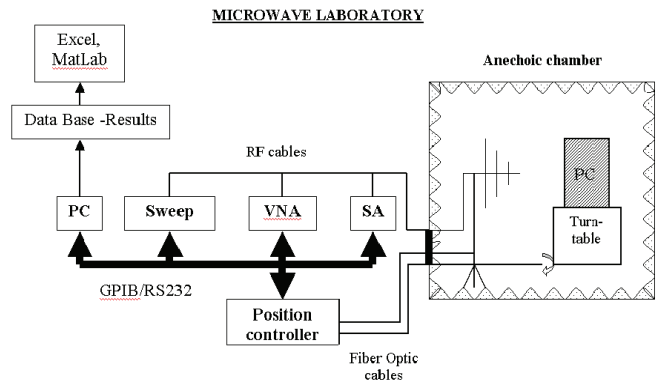 MICROWAVE LABORATORY
Excel,
MatLab
Anechoic chamber
Data Base -Results
RF cables
PC
PC
Sweep
VNA
SA
Turn-
table
GPIB/RS232
Position
controller
Fiber Optic
cables